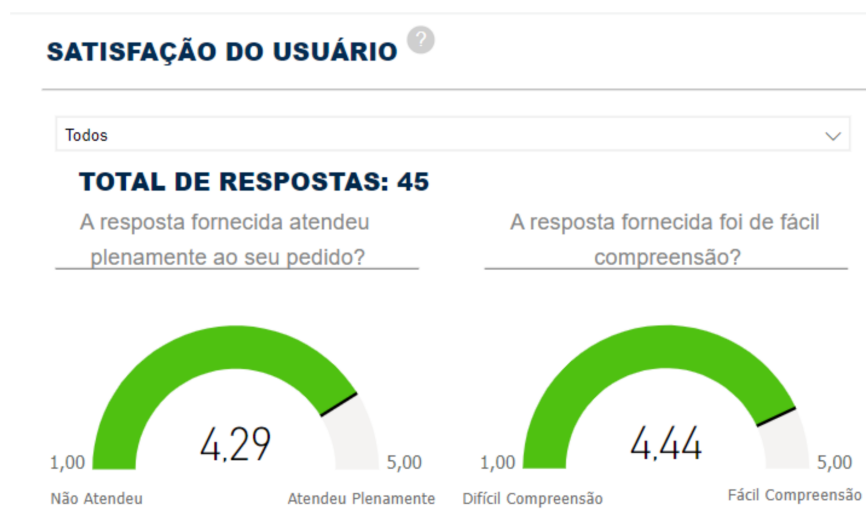 SATISFAÇÃO DO USUÁRIO ?
Todos
TOTAL DE RESPOSTAS: 45
A resposta fornecida atendeu
plenamente ao seu pedido?
A resposta fornecida foi de fácil
compreensão?
4,29
1,00
5,00
Não Atendeu
Atendeu Plenamente
4,44
1,00
5,00
Difícil Compreensão
Fácil Compreensão